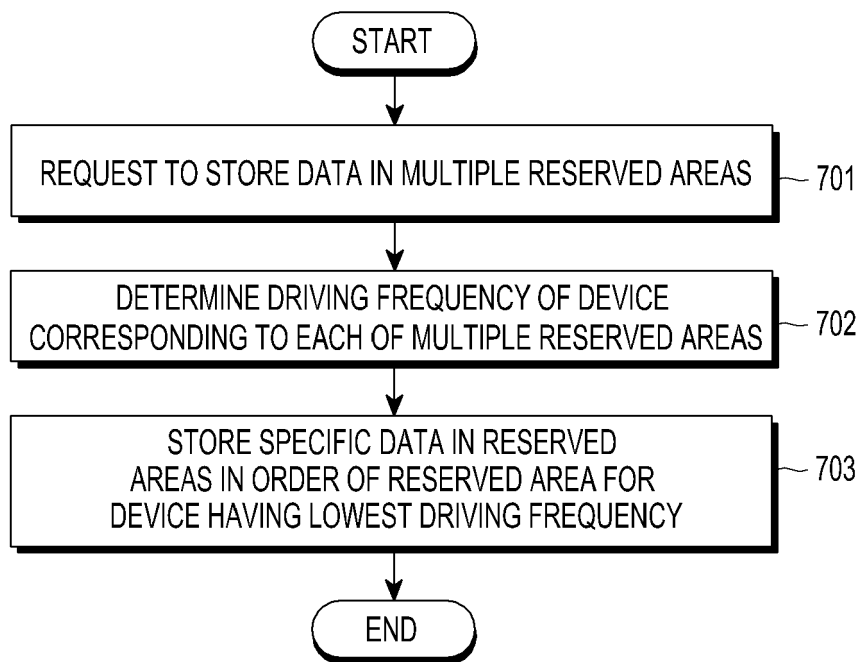 START
REQUEST TO STORE DATA IN MULTIPLE RESERVED AREAS
701
DETERMINE DRIVING FREQUENCY OF DEVICE
CORRESPONDING TO EACH OF MULTIPLE RESERVED AREAS
702
STORE SPECIFIC DATA IN RESERVED
AREAS IN ORDER OF RESERVED AREA FOR
DEVICE HAVING LOWEST DRIVING FREQUENCY
703
END